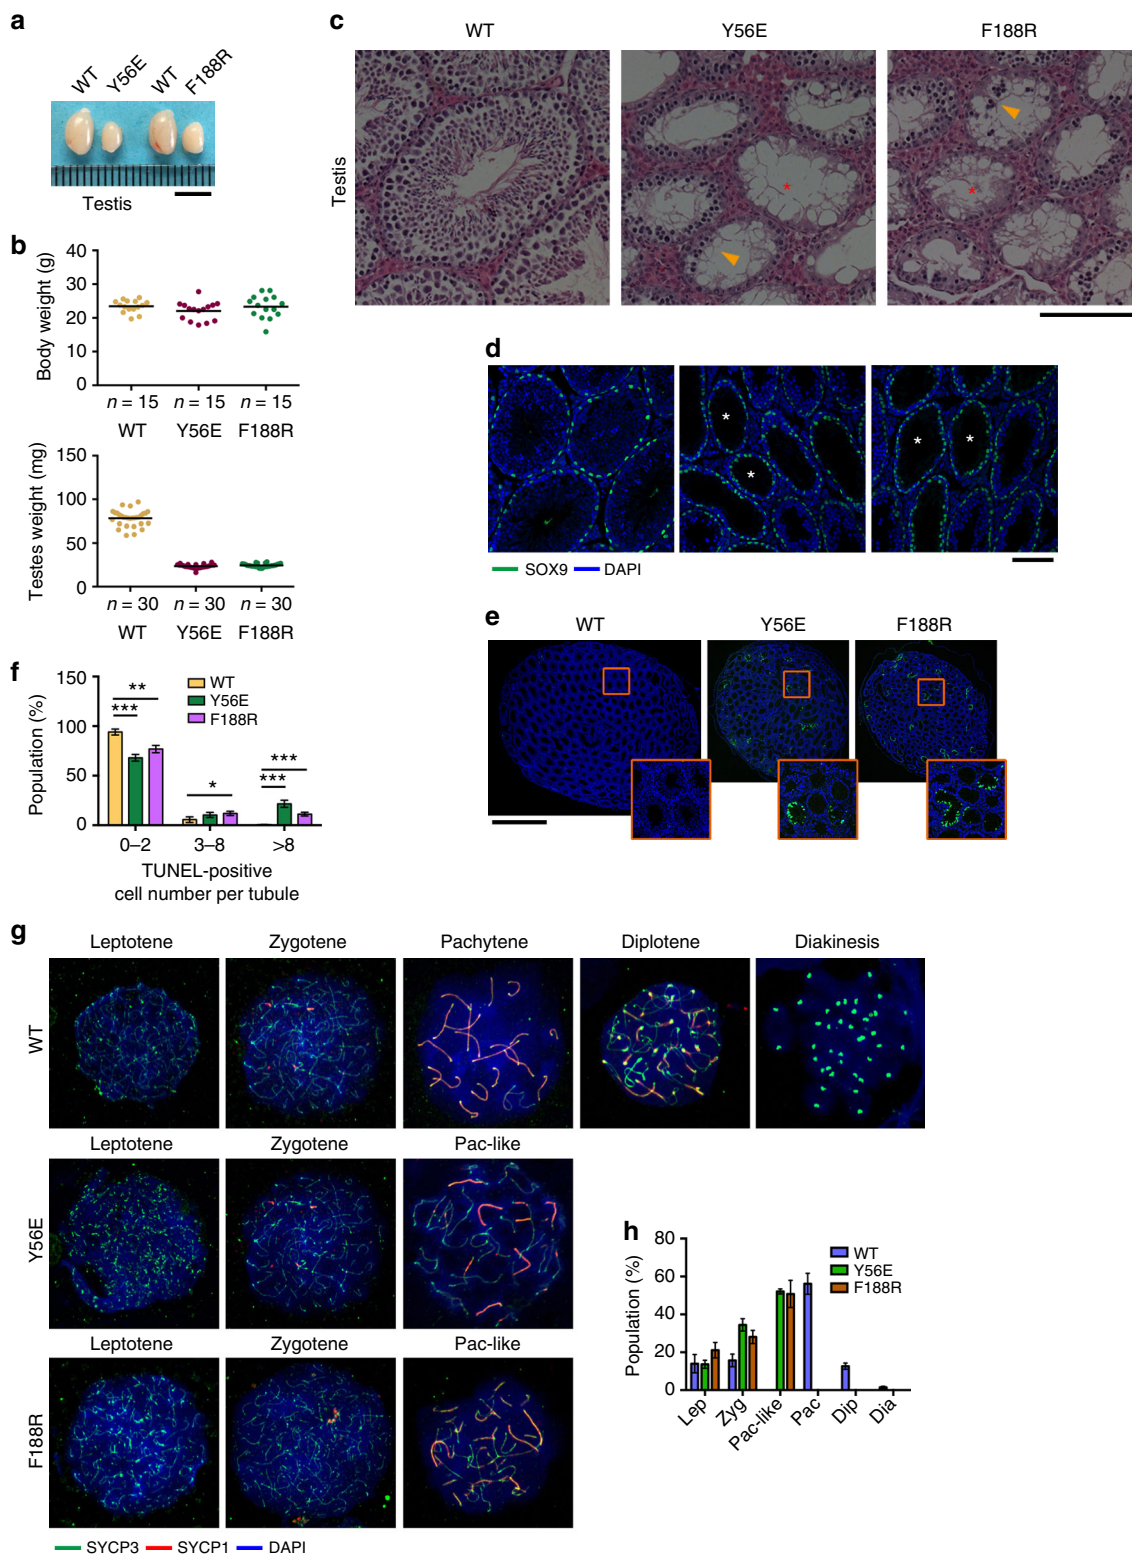 a
WT Y56E WT F188R
Testis
b
Body weight (g)
40
30
20
10
0
n = 15 n = 15 n = 15
WT Y56E F188R
Testes weight (mg)
150
100
50
0
n = 30 n = 30 n = 30
WT Y56E F188R
c
WT Y56E F188R
Testis
*
*
d
* * * *
SOX9 DAPI
e
WT Y56E F188R
f
Population (%)
150
100
50
0
** 
***
*
***
***
WT
Y56E
F188R
0–2 3–8 >8
TUNEL-positive
cell number per tubule
g
Leptotene Zygotene Pachytene Diplotene Diakinesis
WT
Leptotene Zygotene Pac-like
Y56E
Leptotene Zygotene Pac-like
F188R
SYCP3 SYCP1 DAPI
h
Population (%)
80
60
40
20
0
WT
Y56E
F188R
Lep Zyg Pac-like Pac Dip Dia